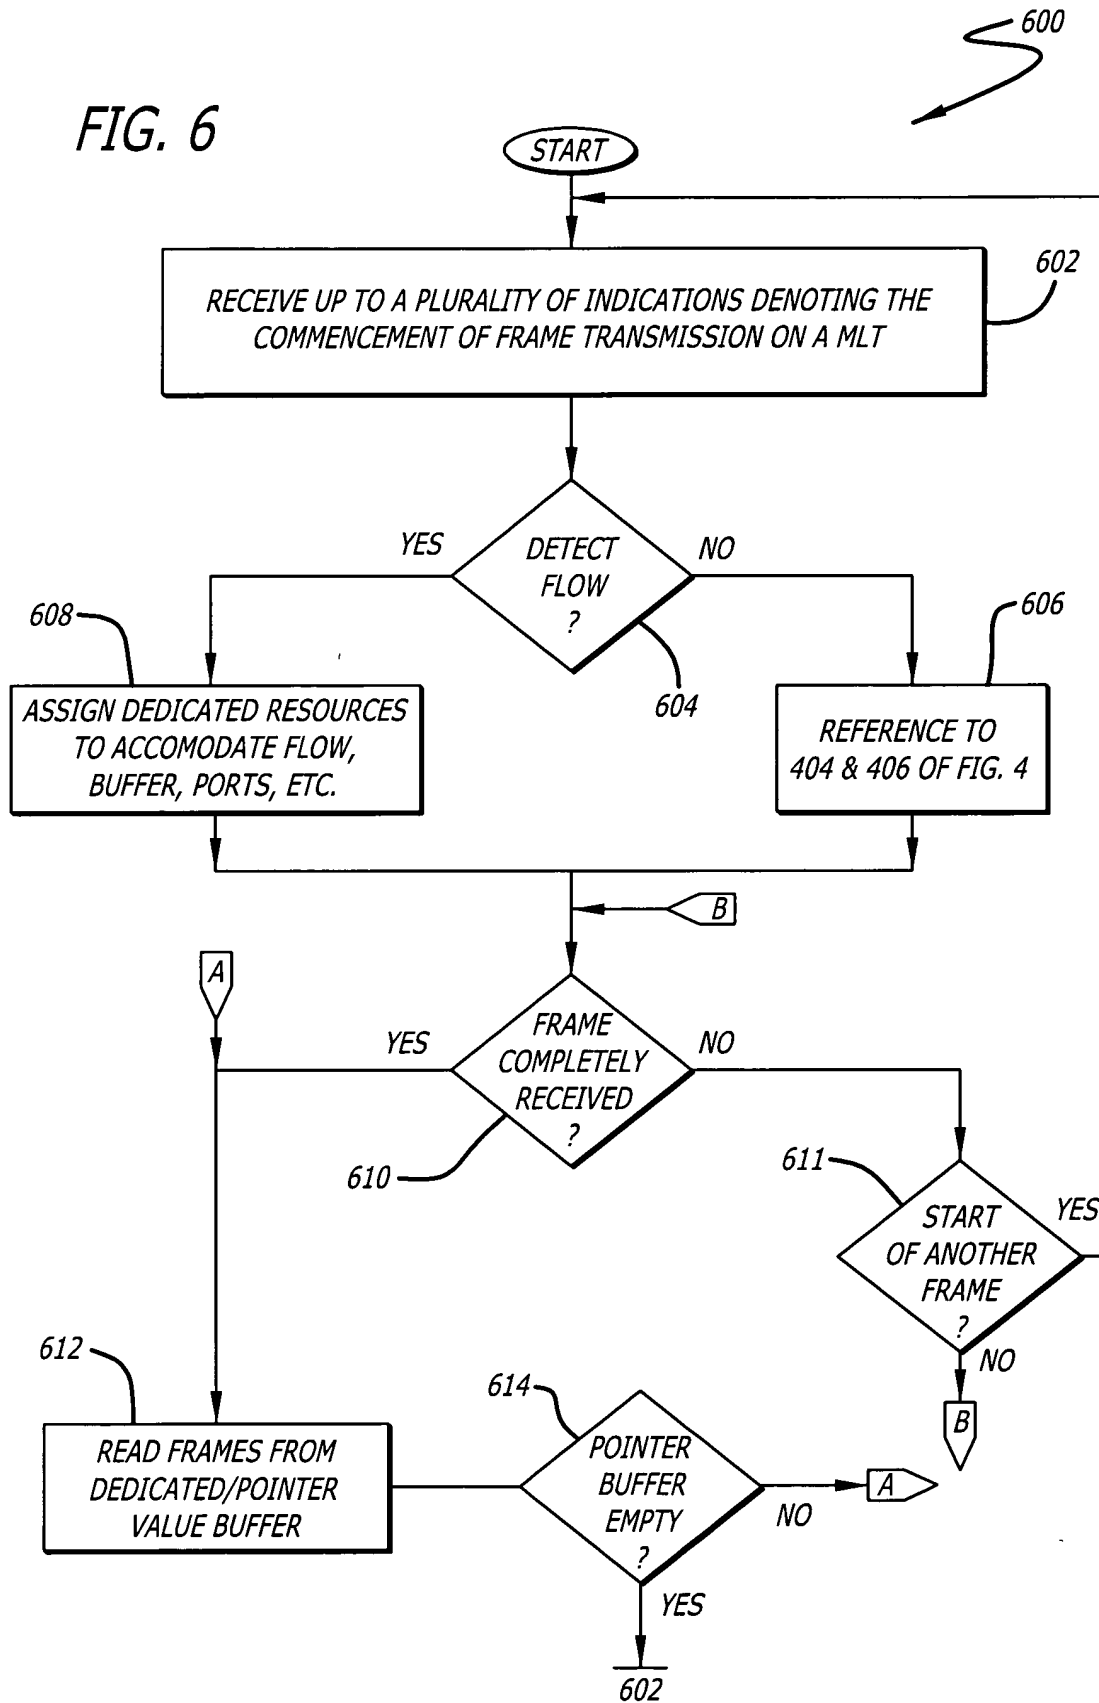 600
FIG. 6
START
602
RECEIVE UP TO A PLURALITY OF INDICATIONS DENOTING THE
COMMENCEMENT OF FRAME TRANSMISSION ON A MLT
YES
DETECT
FLOW
?
NO
604
608
606
ASSIGN DEDICATED RESOURCES
TO ACCOMODATE FLOW,
BUFFER, PORTS, ETC.
REFERENCE TO
404 & 406 OF FIG. 4
B
A
YES
FRAME
COMPLETELY
RECEIVED
?
NO
610
611
START
OF ANOTHER
FRAME
?
YES
NO
B
612
READ FRAMES FROM
DEDICATED/POINTER
VALUE BUFFER
614
POINTER
BUFFER
EMPTY
?
NO
A
YES
602